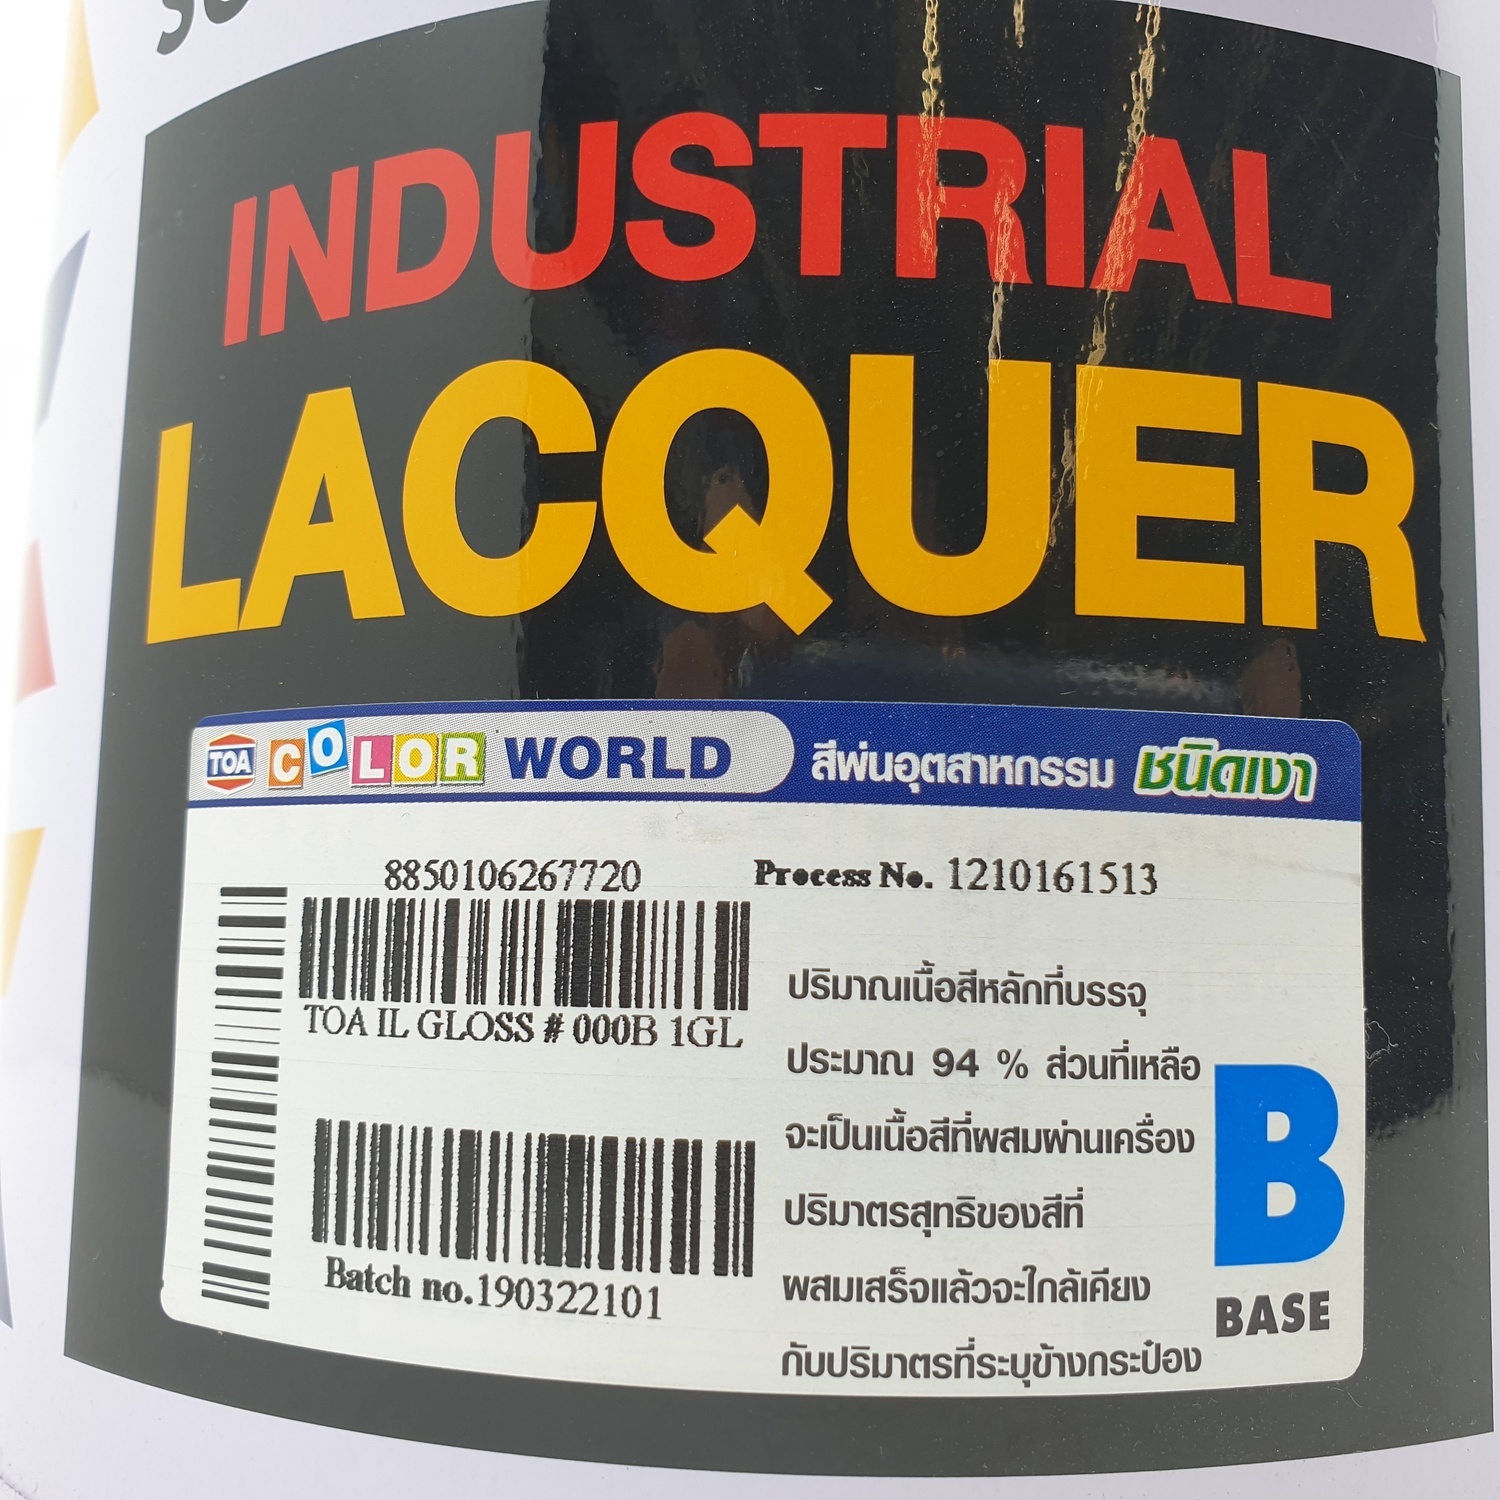 INDUSTRIAL
LACQUER
TOA COLOR WORLD สีพ่นอุตสาหกรรม ชนิดเงา
8850106267720 Process No. 1210161513
TOA IL GLOSS # 000B 1GL
ปริมาณเนื้อสีหลักที่บรรจุ
ประมาณ 94 % ส่วนที่เหลือ
จะเป็นเนื้อสีที่ผสมผ่านเครื่อง
ปริมาตรสุทธิของสีที่
ผสมเสร็จแล้วจะใกล้เคียง
กับปริมาตรที่ระบุข้างกระป๋อง
Batch no.190322101
B
BASE